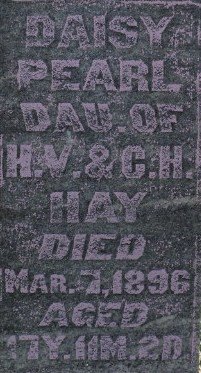 DAISY
PEARL
DAU. OF
H.V. & C.H.
HAY
DIED
MAR. 7, 1896
AGED
17Y. 11M. 2D.